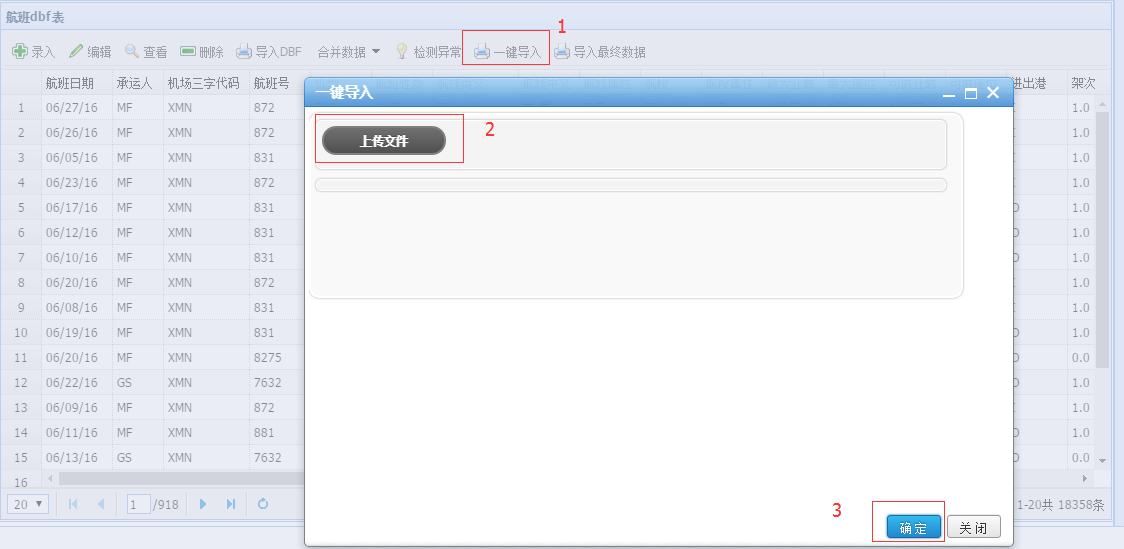 航班dbf表
1
录入 编辑 查看 删除 导入DBF 合并数据 检测异常 一键导入 导入最终数据
航班日期 承运人 机场三字代码 航班号 进出港 架次
一键导入
1 06/27/16 MF XMN 872 1.0
上传文件 2
2 06/26/16 MF XMN 872 1.0
3 06/05/16 MF XMN 831 1.0
4 06/23/16 MF XMN 872 1.0
5 06/17/16 MF XMN 831 1.0
6 06/12/16 MF XMN 831 1.0
7 06/10/16 MF XMN 831 1.0
8 06/20/16 MF XMN 872 1.0
9 06/08/16 MF XMN 831 1.0
10 06/19/16 MF XMN 831 1.0
11 06/20/16 MF XMN 8275 0.0
12 06/22/16 GS XMN 7632 1.0
13 06/09/16 MF XMN 872 1.0
14 06/11/16 MF XMN 881 1.0
15 06/13/16 GS XMN 7632 0.0
16
20 1 /918 1-20共 18358条
3
确定 关闭